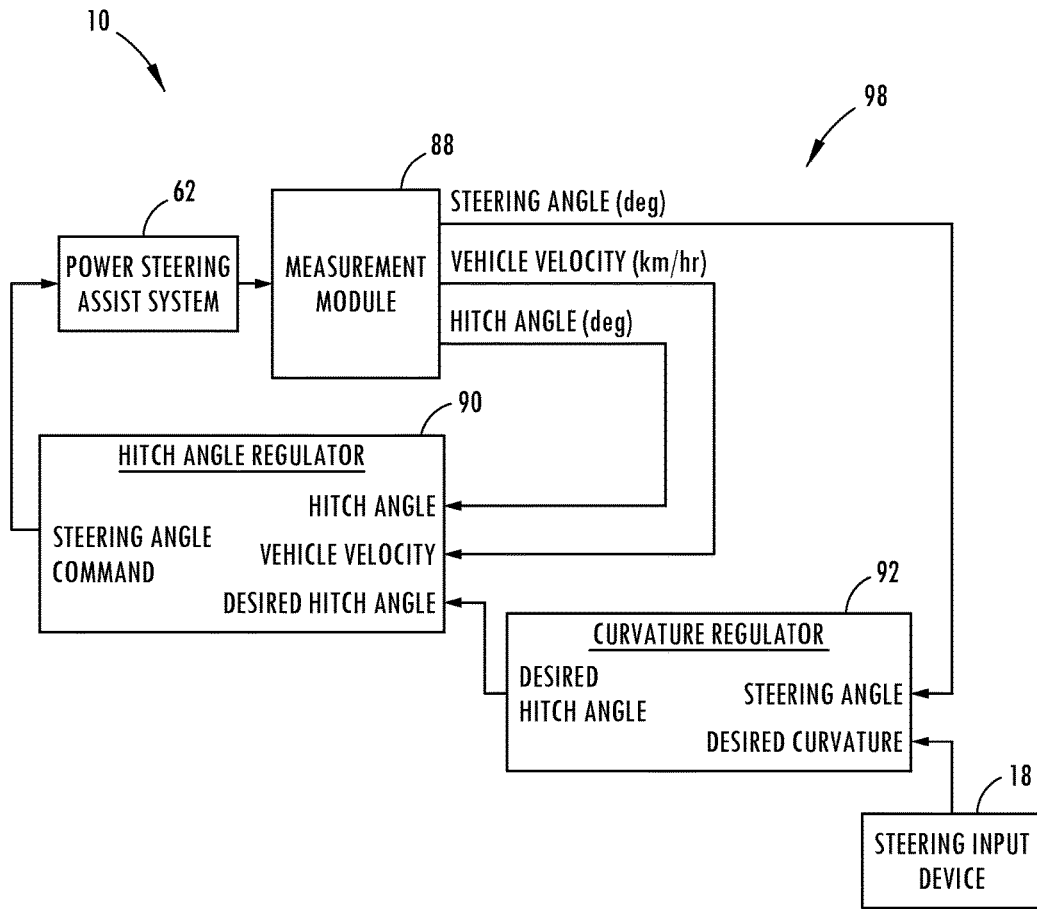 10
98
88
62
STEERING ANGLE (deg)
POWER STEERING
ASSIST SYSTEM
MEASUREMENT
MODULE
VEHICLE VELOCITY (km/hr)
HITCH ANGLE (deg)
90
HITCH ANGLE REGULATOR
HITCH ANGLE
STEERING ANGLE
COMMAND
VEHICLE VELOCITY
DESIRED HITCH ANGLE
92
CURVATURE REGULATOR
DESIRED
HITCH ANGLE
STEERING ANGLE
DESIRED CURVATURE
18
STEERING INPUT
DEVICE